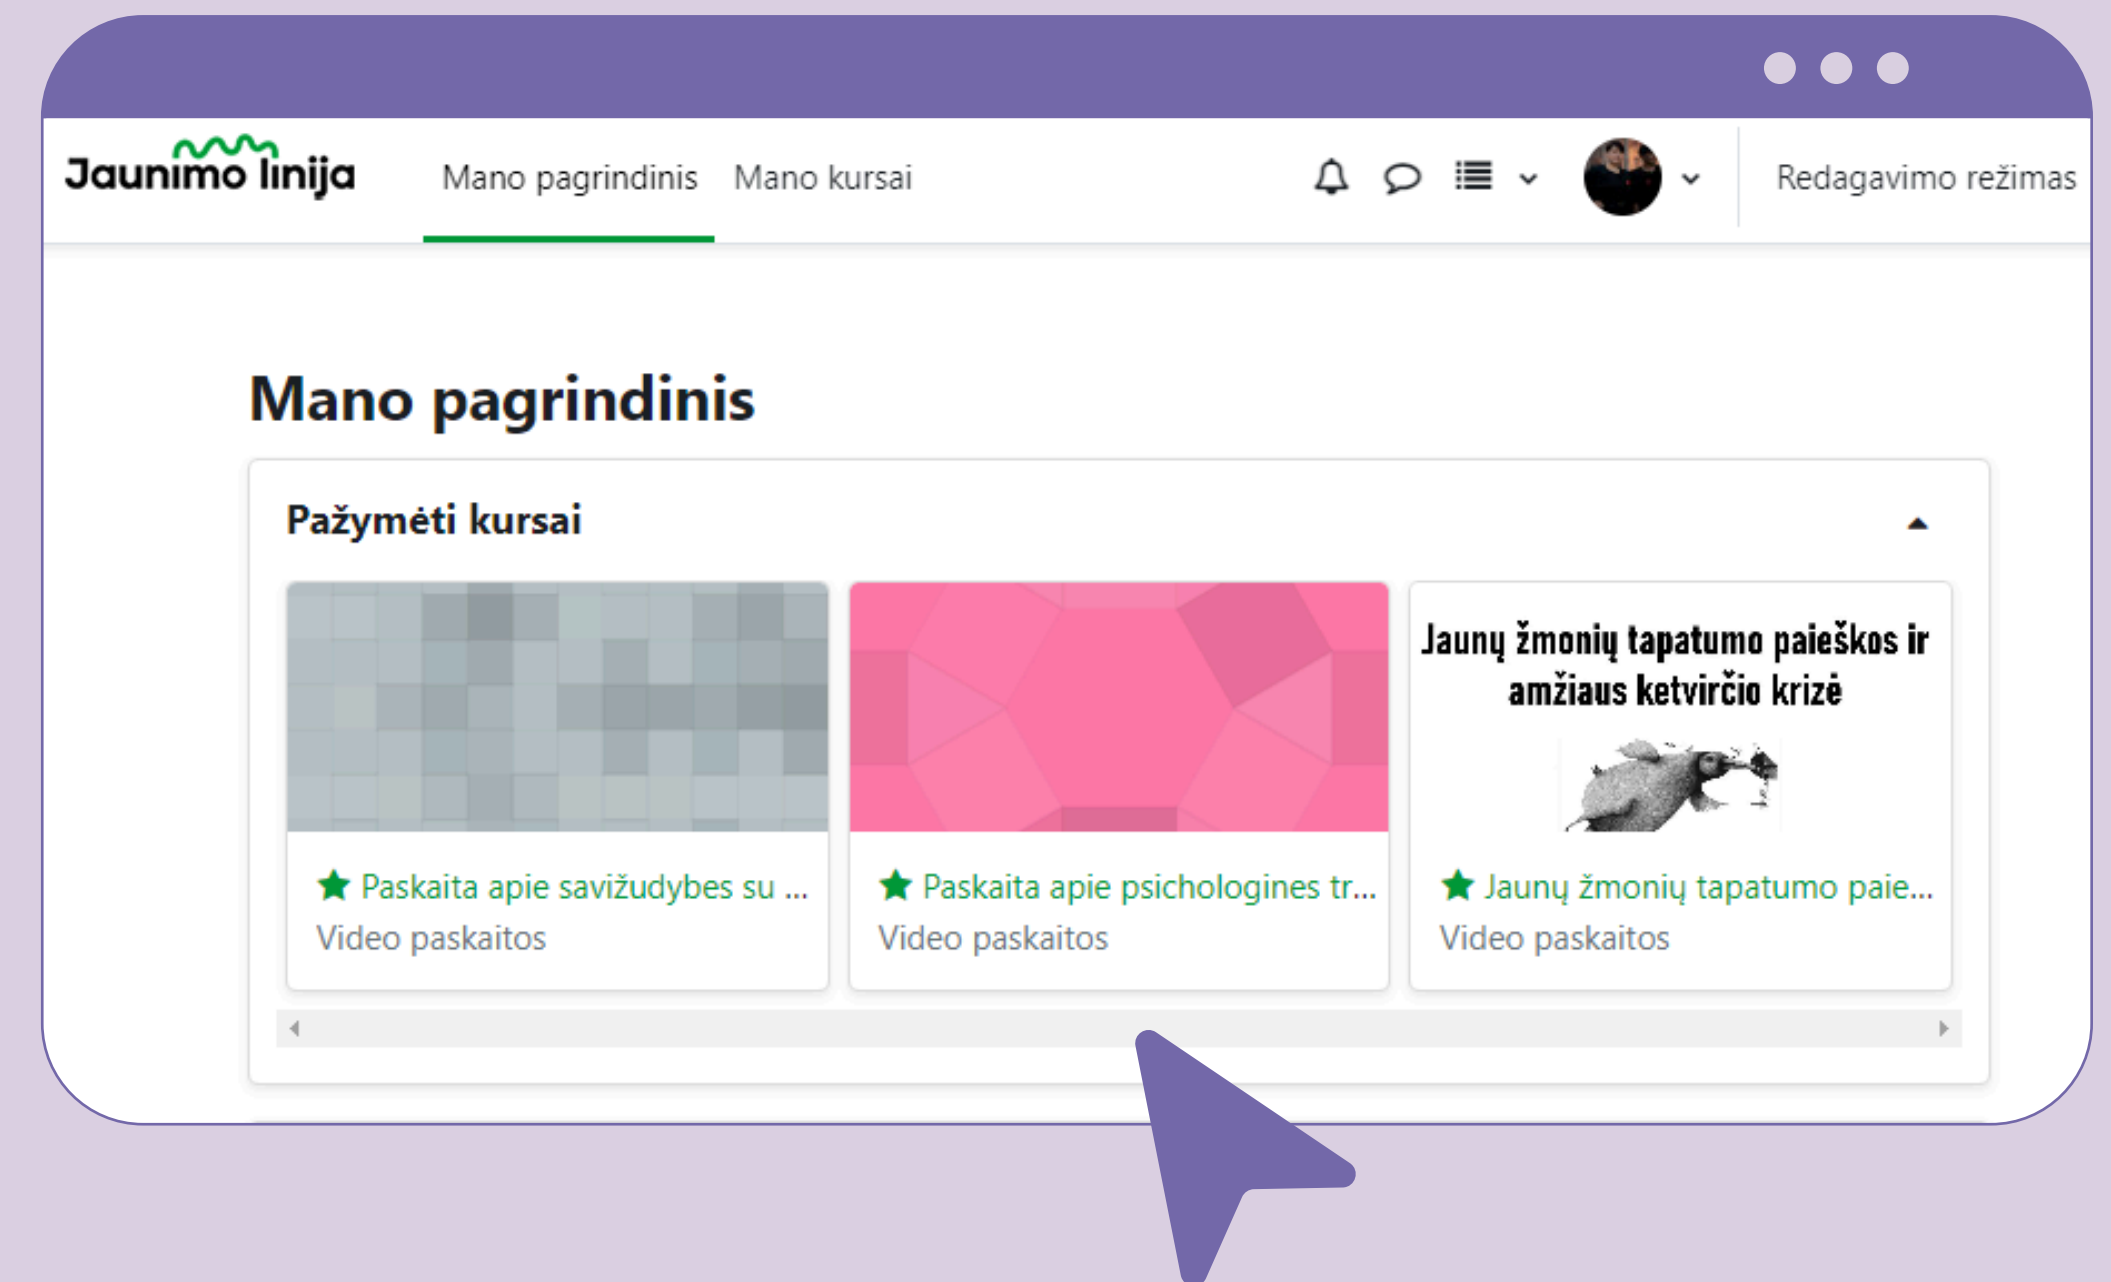 Jaunimo linija
Mano pagrindinis
Mano kursai
Redagavimo režimas
Mano pagrindinis
Pažymėti kursai
Jaunų žmonių tapatumo paieškos ir
amžiaus ketvirčio krizė
Paskaita apie savižudybes su ...
Video paskaitos
Paskaita apie psichologines tr...
Video paskaitos
Jaunų žmonių tapatumo paie...
Video paskaitos